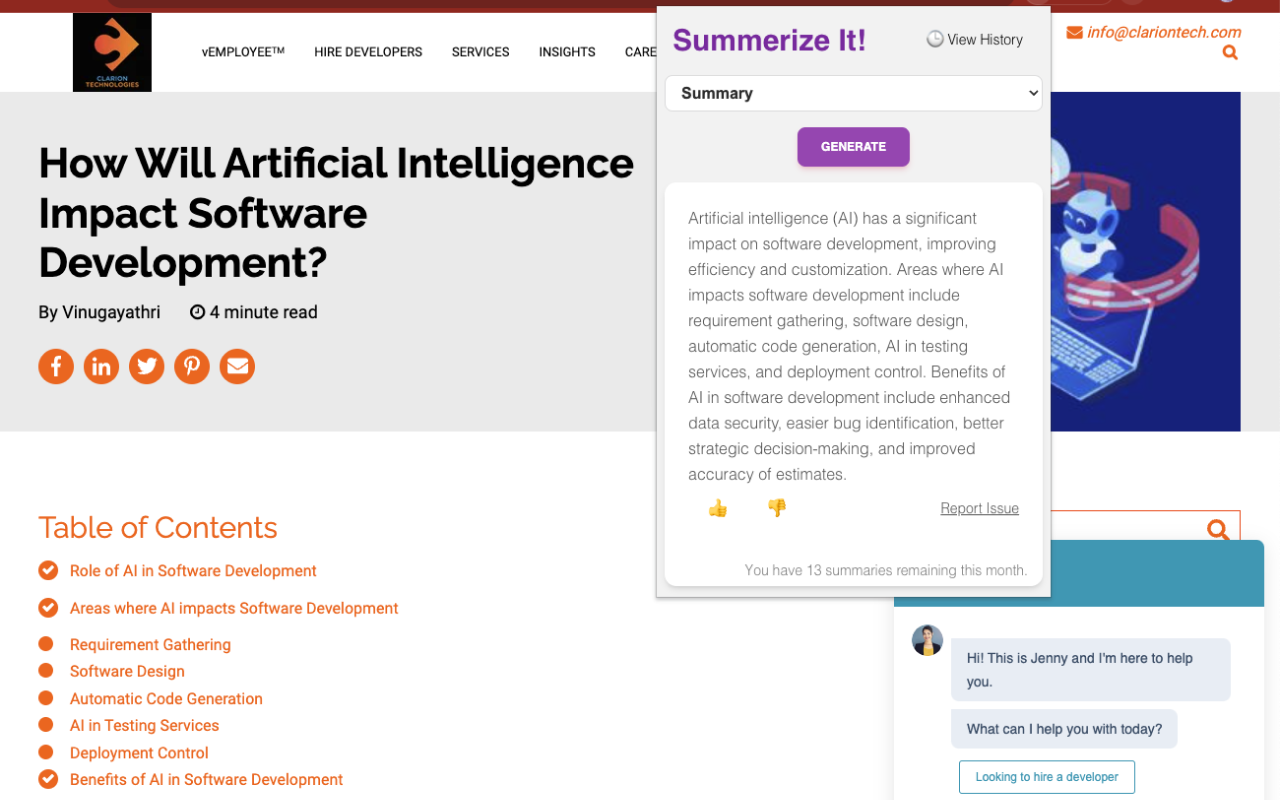 CLARION
TECHNOLOGIES
vEMPLOYEE™
HIRE DEVELOPERS
SERVICES
INSIGHTS
CARE
info@clariontech.com
How Will Artificial Intelligence
Impact Software
Development?
By Vinugayathri
4 minute read
Summerize It!
View History
Summary
GENERATE
Artificial intelligence (AI) has a significant
impact on software development, improving
efficiency and customization. Areas where AI
impacts software development include
requirement gathering, software design,
automatic code generation, AI in testing
services, and deployment control. Benefits of
AI in software development include enhanced
data security, easier bug identification, better
strategic decision-making, and improved
accuracy of estimates.
Report Issue
You have 13 summaries remaining this month.
Table of Contents
Role of AI in Software Development
Areas where AI impacts Software Development
Requirement Gathering
Software Design
Automatic Code Generation
AI in Testing Services
Deployment Control
Benefits of AI in Software Development
Hi! This is Jenny and I'm here to help
you.
What can I help you with today?
Looking to hire a developer